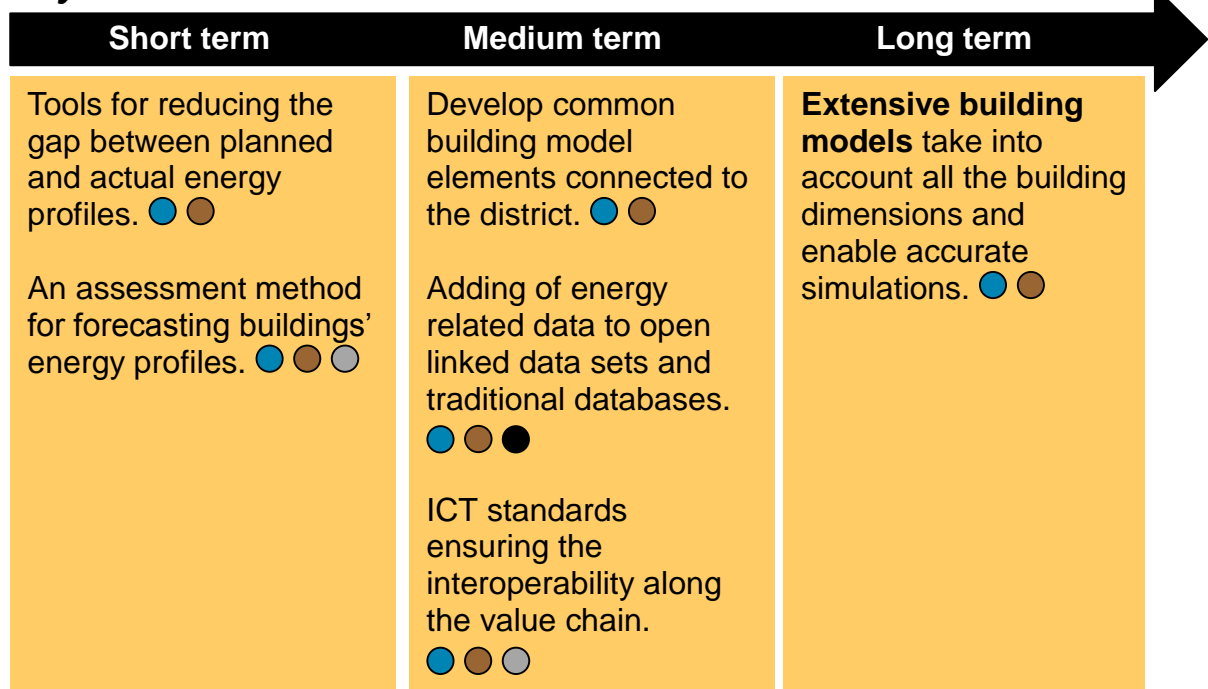 Short term
Medium term
Long term
Tools for reducing the
gap between planned
and actual energy
profiles.
An assessment method
for forecasting buildings’
energy profiles.
Develop common
building model
elements connected to
the district.
Adding of energy
related data to open
linked data sets and
traditional databases.
ICT standards
ensuring the
interoperability along
the value chain.
Extensive building
models take into
account all the building
dimensions and
enable accurate
simulations.